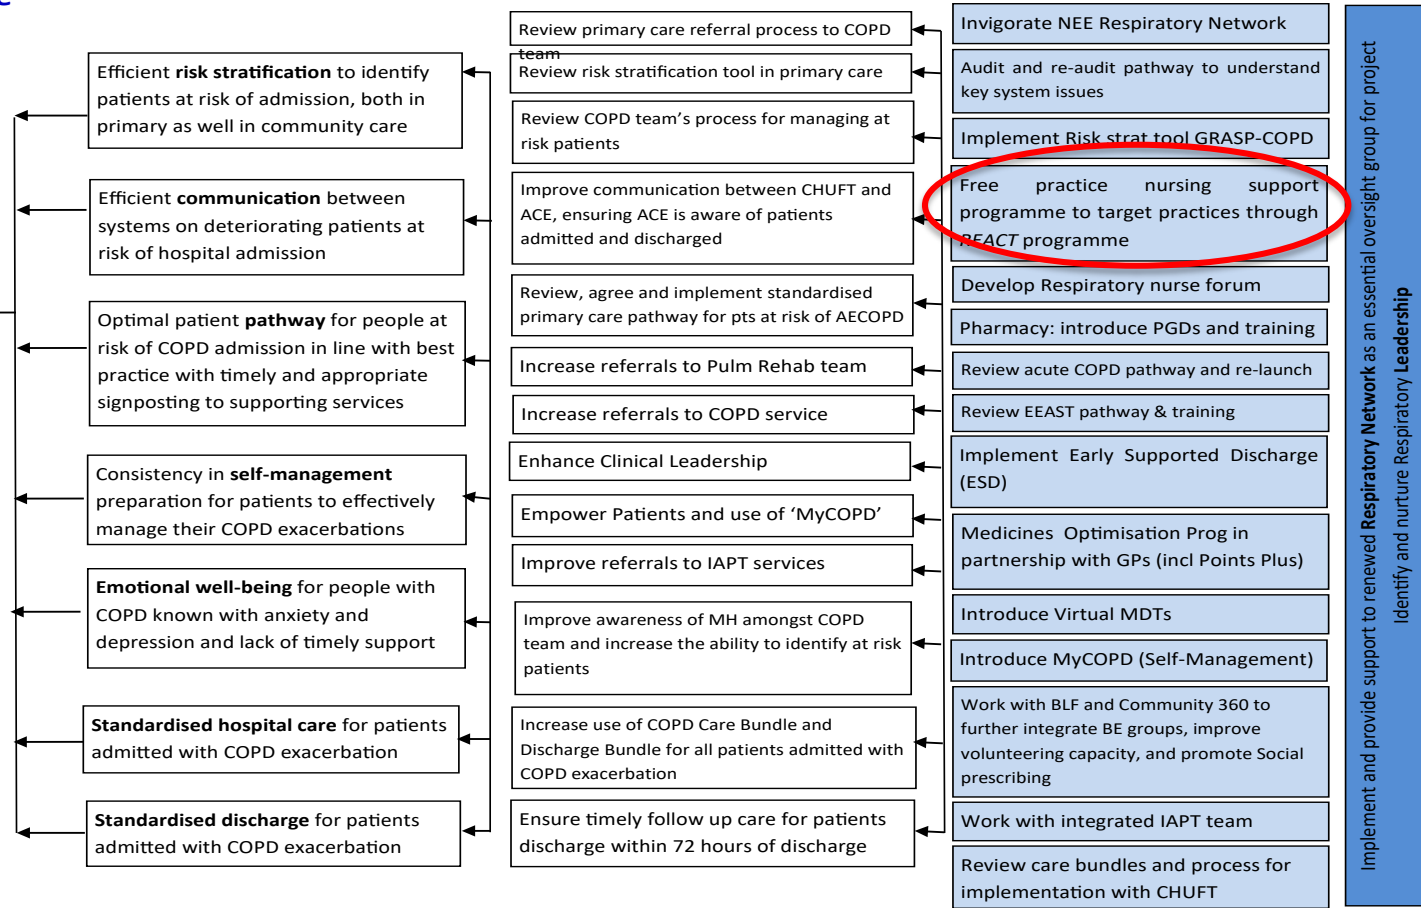 Efficient risk stratification to identify
patients at risk of admission, both in
primary as well in community care
Efficient communication between
systems on deteriorating patients at
risk of hospital admission
Optimal patient pathway for people at
risk of COPD admission in line with best
practice with timely and appropriate
signposting to supporting services
Consistency in self-management
preparation for patients to effectively
manage their COPD exacerbations
Emotional well-being for people with
COPD known with anxiety and
depression and lack of timely support
Standardised hospital care for patients
admitted with COPD exacerbation
Standardised discharge for patients
admitted with COPD exacerbation
Review primary care referral process to COPD
team
Review risk stratification tool in primary care
Review COPD team's process for managing at
risk patients
Improve communication between CHUFT and
ACE, ensuring ACE is aware of patients
admitted and discharged
Review, agree and implement standardised
primary care pathway for pts at risk of AECOPD
Increase referrals to Pulm Rehab team
Increase referrals to COPD service
Enhance Clinical Leadership
Empower Patients and use of ‘MyCOPD’
Improve referrals to IAPT services
Improve awareness of MH amongst COPD
team and increase the ability to identify at risk
patients
Increase use of COPD Care Bundle and
Discharge Bundle for all patients admitted with
COPD exacerbation
Ensure timely follow up care for patients
discharge within 72 hours of discharge
Invigorate NEE Respiratory Network
Audit and re-audit pathway to understand
key system issues
Implement Risk strat tool GRASP-COPD
Free practice nursing support
programme to target practices through
REACT programme
Develop Respiratory nurse forum
Pharmacy: introduce PGDs and training
Review acute COPD pathway and re-launch
Review EEAST pathway & training
Implement Early Supported Discharge
(ESD)
Medicines Optimisation Prog in
partnership with GPs (incl Points Plus)
Introduce Virtual MDTs
Introduce MyCOPD (Self-Management)
Work with BLF and Community 360 to
further integrate BE groups, improve
volunteering capacity, and promote Social
prescribing
Work with integrated IAPT team
Review care bundles and process for
implementation with CHUFT
Implement and provide support to renewed Respiratory Network as an essential oversight group for project
Identify and nurture Respiratory Leadership